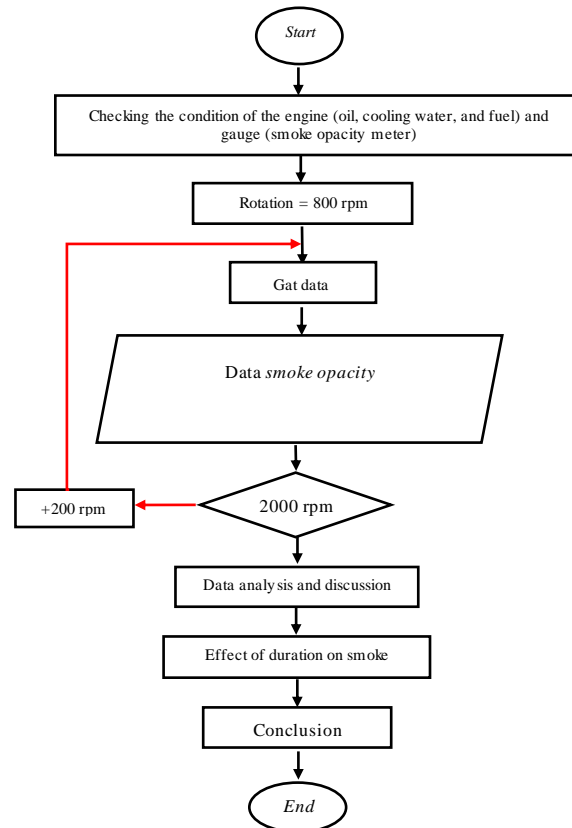 Start
Checking the condition of the engine (oil, cooling water, and fuel) and
gauge (smoke opacity meter)
Rotation = 800 rpm
Gat data
Data smoke opacity
2000 rpm
+200 rpm
Data analysis and discussion
Effect of duration on smoke
Conclusion
End